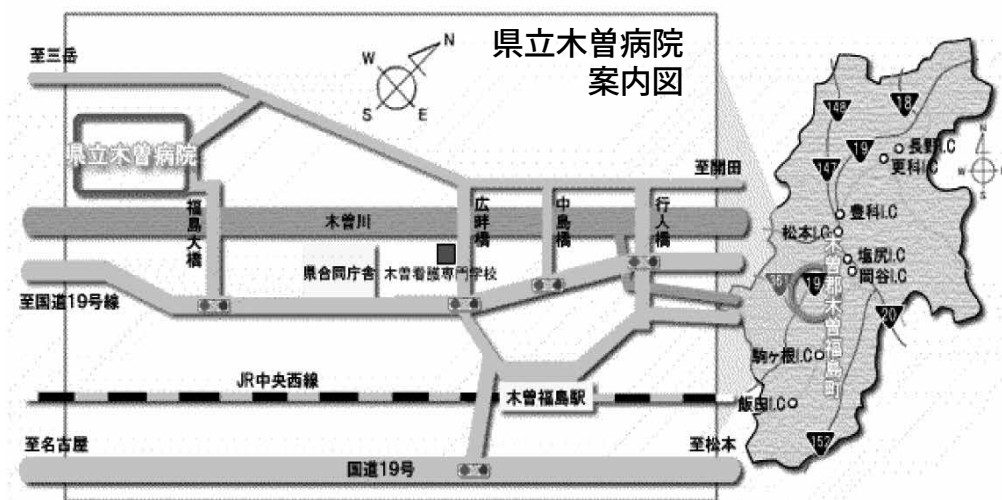 県立木曽病院
案内図
至三岳
W
N
S
E
県立木曽病院
至開田
福島大橋
木曽川
広畔橋
中島橋
行人橋
県合同庁舎
木曽看護専門学校
至国道19号線
JR中央西線
木曽福島駅
至名古屋
至松本
国道19号
148
18
147
19
長野I.C
更科I.C
N
W
S
豊科I.C
松本I.C
塩尻I.C
岡谷I.C
19
木曽郡木曽福島町
20
駒ヶ根I.C
飯田I.C
152